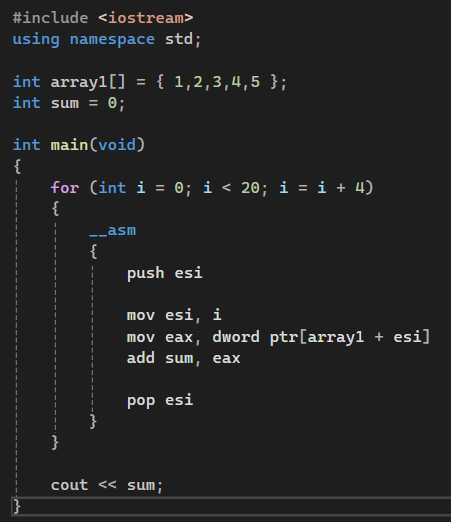 #include <iostream>
using namespace std;
int array1[] = { 1,2,3,4,5 };
int sum = 0;
int main(void)
{
for (int i = 0; i < 20; i = i + 4)
{
__asm
{
push esi
mov esi, i
mov eax, dword ptr[array1 + esi]
add sum, eax
pop esi
}
}
cout << sum;
}